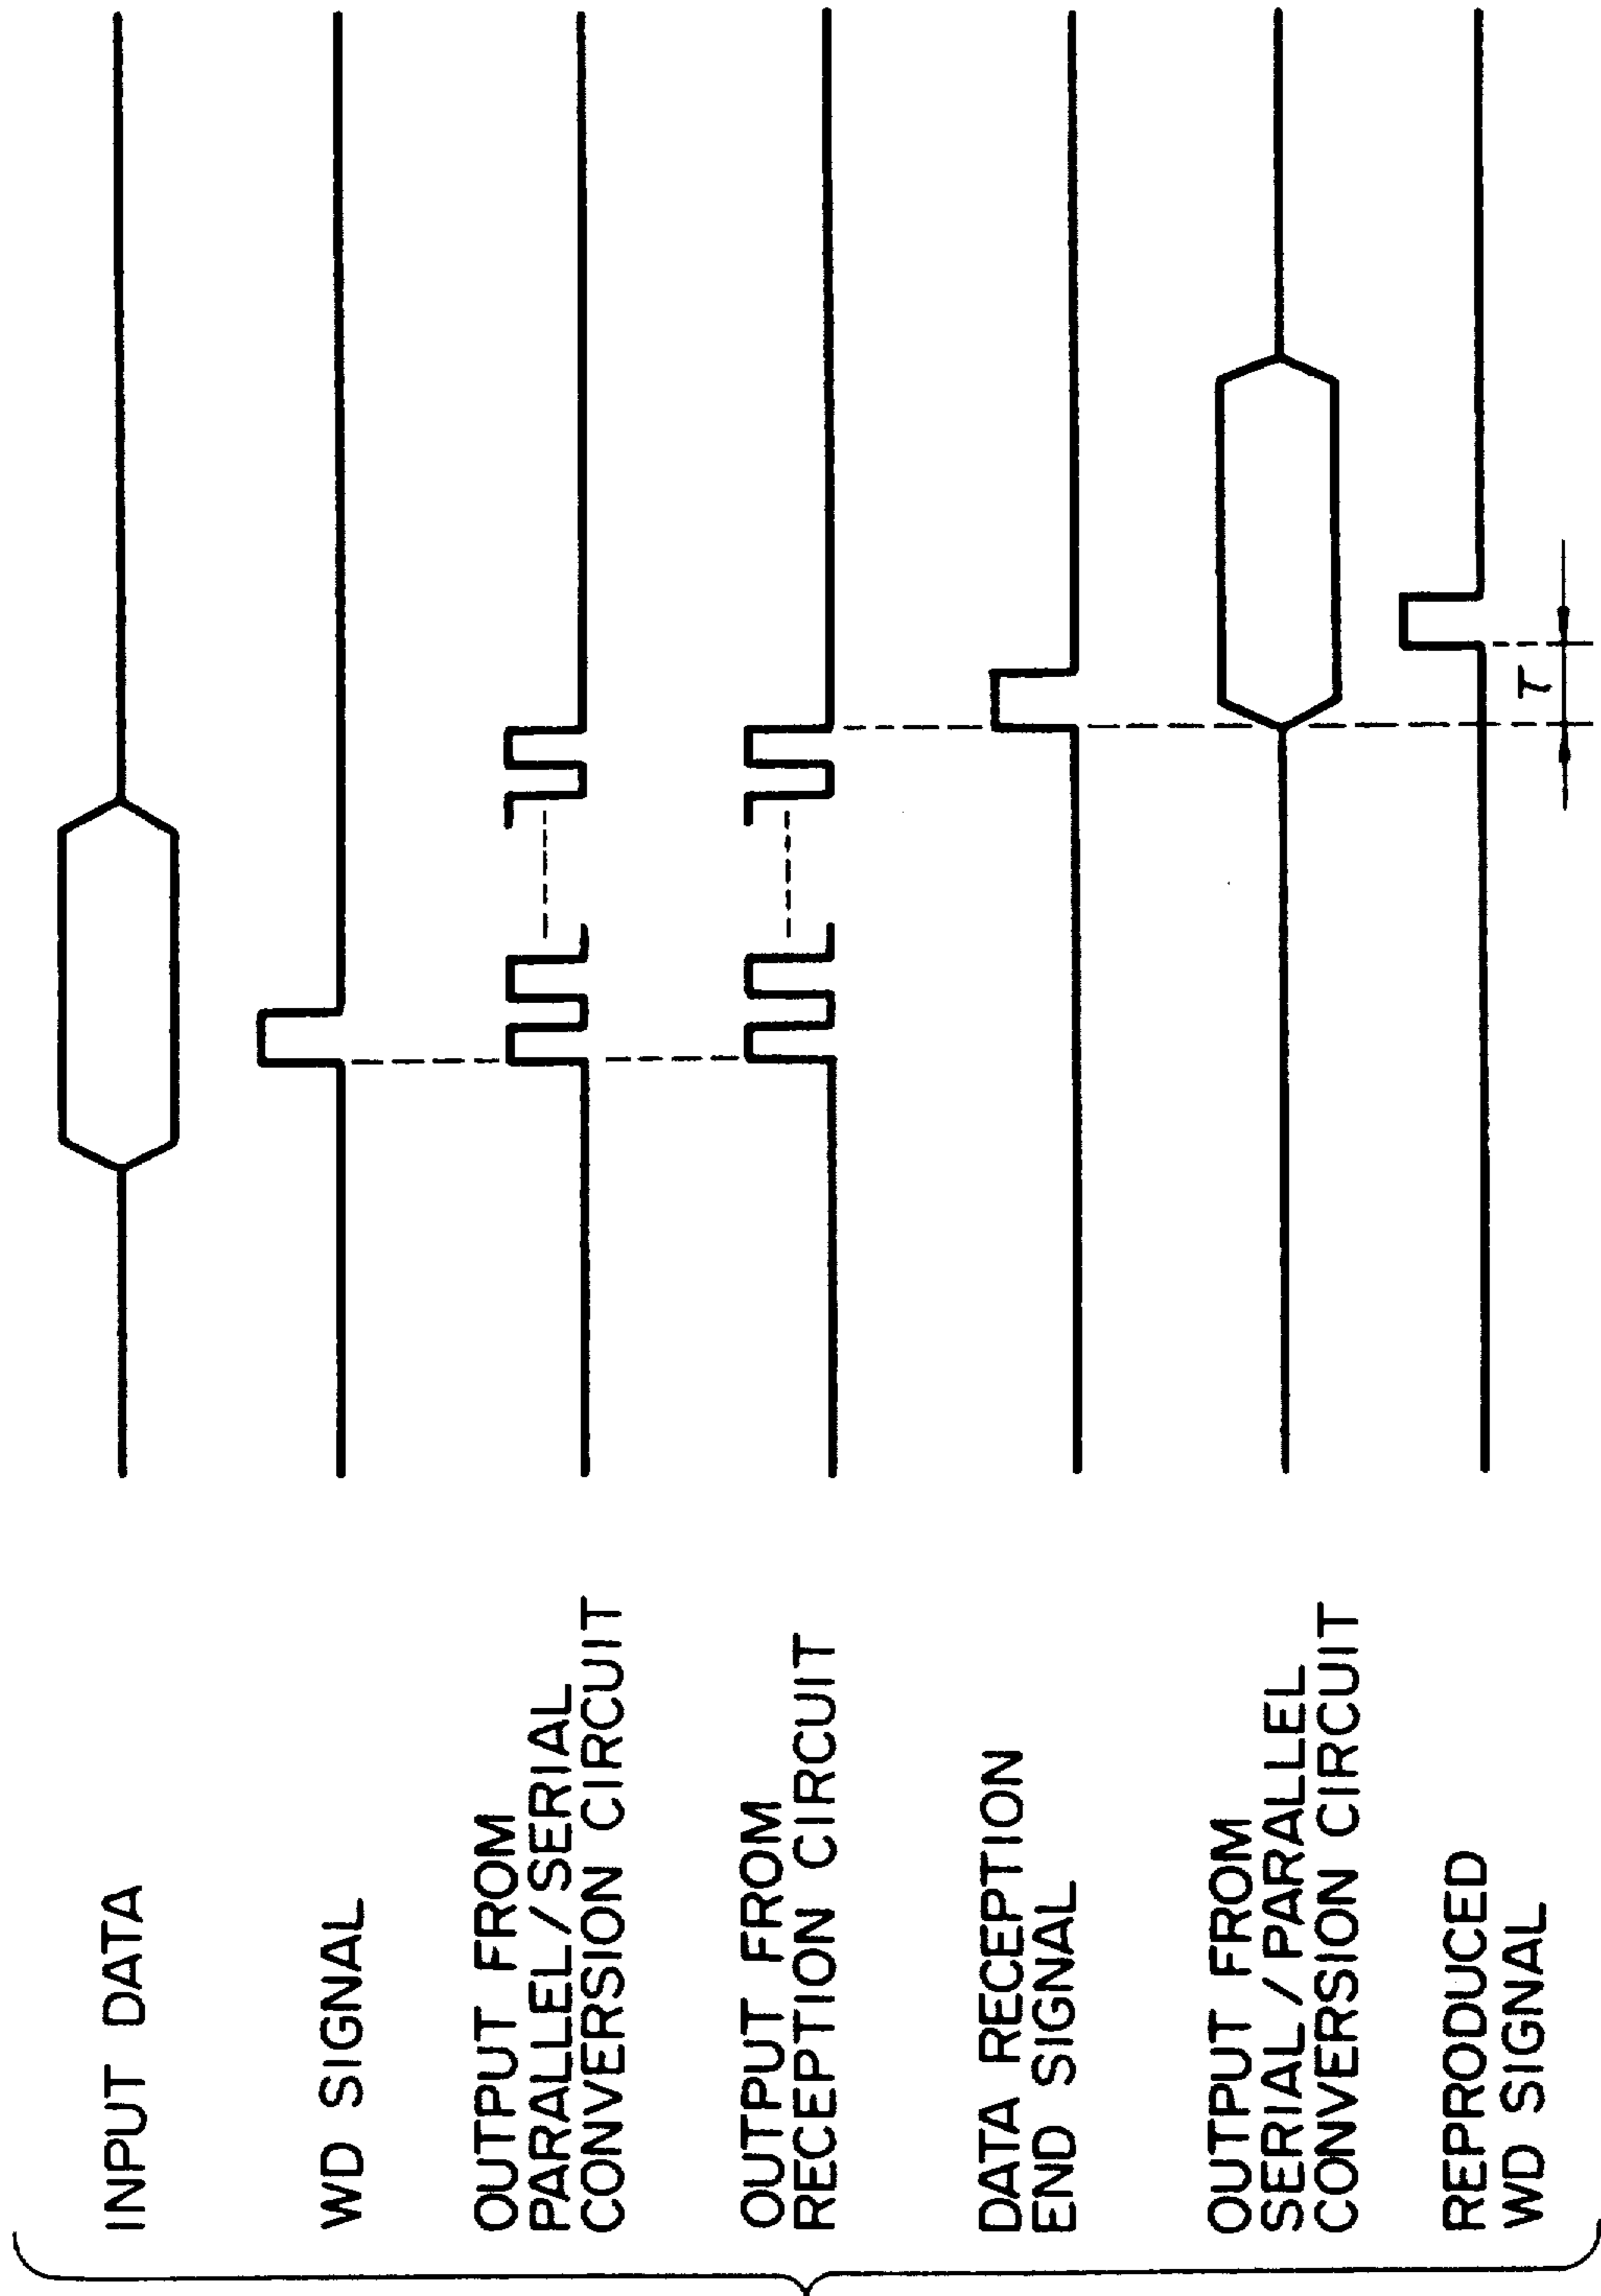 INPUT DATA
WD SIGNAL
OUTPUT FROM
PARALLEL/SERIAL
CONVERSION CIRCUIT
OUTPUT FROM
RECEPTION CIRCUIT
DATA RECEPTION
END SIGNAL
OUTPUT FROM
SERIAL/PARALLEL
CONVERSION CIRCUIT
REPRODUCED
WD SIGNAL
τ